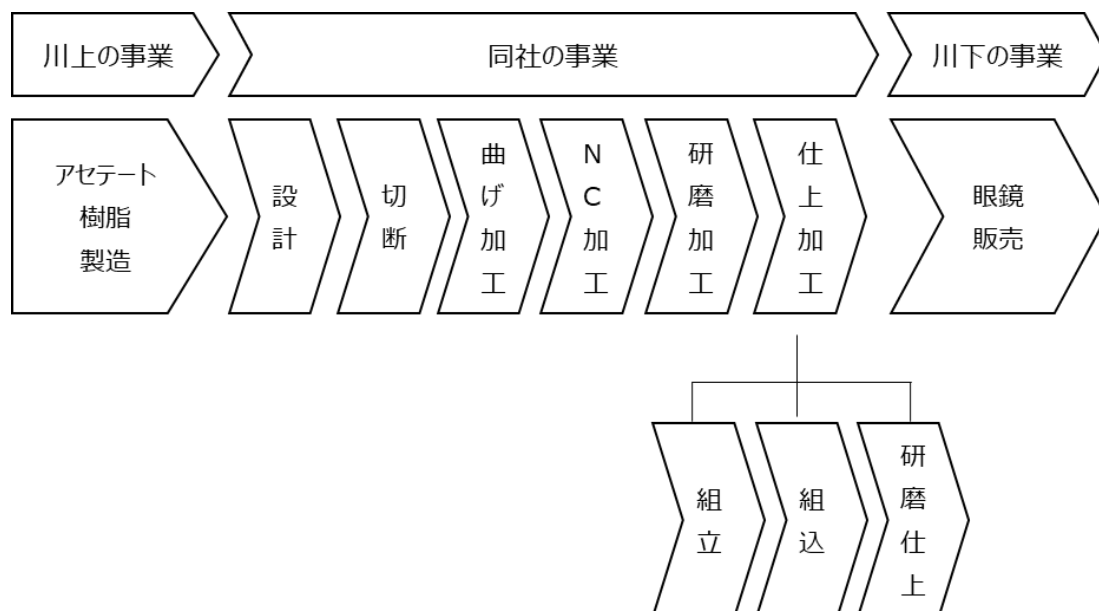 川上の事業
同社の事業
川下の事業
アセテート
樹脂
製造
設計
切断
曲げ加工
NC加工
研磨加工
仕上加工
眼鏡
販売
組立
組込
研磨仕上